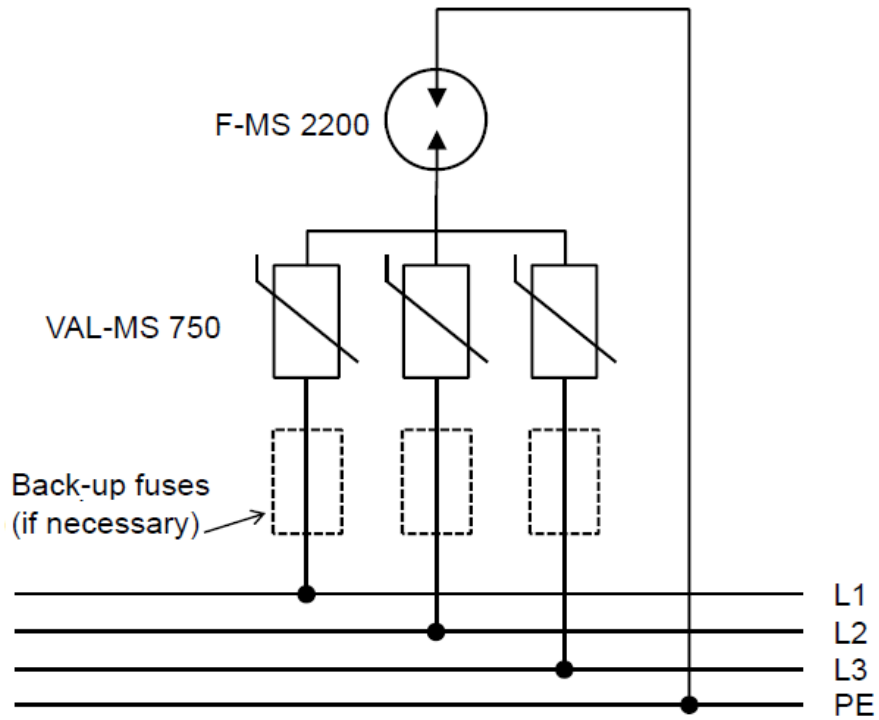 F-MS 2200
VAL-MS 750
Back-up fuses
(if necessary)
L1
L2
L3
PE